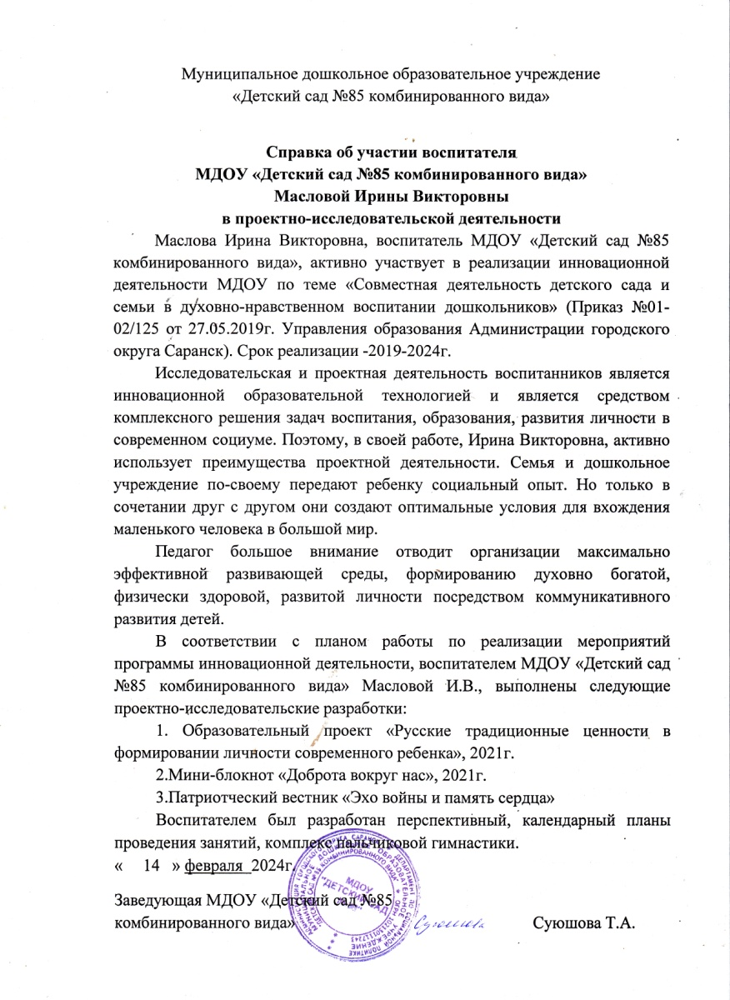 Муниципальное дошкольное образовательное учреждение
«Детский сад №85 комбинированного вида»
Справка об участии воспитателя
МДОУ «Детский сад №85 комбинированного вида»
Масловой Ирины Викторовны
в проектно-исследовательской деятельности
Маслова Ирина Викторовна, воспитатель МДОУ «Детский сад №85
комбинированного вида», активно участвует в реализации инновационной
деятельности МДОУ по теме «Совместная деятельность детского сада и
семьи в духовно-нравственном воспитании дошкольников» (Приказ №01-
02/125 от 27.05.2019г. Управления образования Администрации городского
округа Саранск). Срок реализации -2019-2024г.
Исследовательская и проектная деятельность воспитанников является
инновационной образовательной технологией и является средством
комплексного решения задач воспитания, образования, развития личности в
современном социуме. Поэтому, в своей работе, Ирина Викторовна, активно
использует преимущества проектной деятельности. Семья и дошкольное
учреждение по-своему передают ребенку социальный опыт. Но только в
сочетании друг с другом они создают оптимальные условия для вхождения
маленького человека в большой мир.
Педагог большое внимание отводит организации максимально
эффективной развивающей среды, формированию духовно богатой,
физически здоровой, развитой личности посредством коммуникативного
развития детей.
В соответствии с планом работы по реализации мероприятий
программы инновационной деятельности, воспитателем МДОУ «Детский сад
№85 комбинированного вида» Масловой И.В., выполнены следующие
проектно-исследовательские разработки:
1. Образовательный проект «Русские традиционные ценности в
формировании личности современного ребенка», 2021г.
2.Мини-блокнот «Доброта вокруг нас», 2021г.
3.Патриотческий вестник «Эхо войны и память сердца»
Воспитателем был разработан перспективный, календарный планы
проведения занятий, комплекс пальчиковой гимнастики.
« 14 » февраля 2024г.
Заведующая МДОУ «Детский сад №85
комбинированного вида» Суюшова Суюшова Т.А.
МДОУ
"ДЕТСКИЙ САД